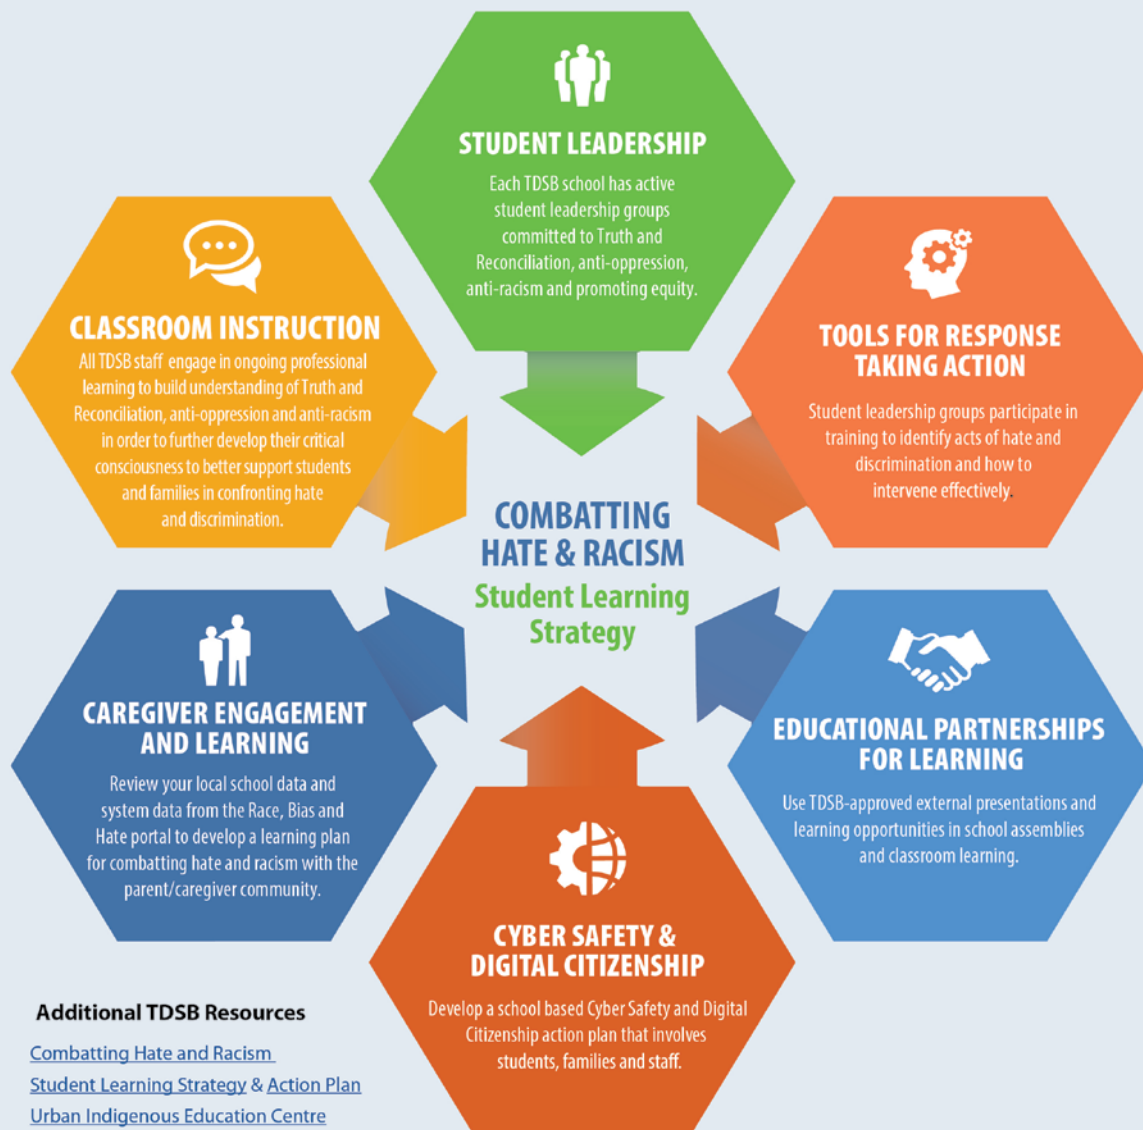 STUDENT LEADERSHIP
Each TDSB school has active
student leadership groups
committed to Truth and
Reconciliation, anti-oppression,
anti-racism and promoting equity.
CLASSROOM INSTRUCTION
All TDSB staff engage in ongoing professional
learning to build understanding of Truth and
Reconciliation, anti-oppression and anti-racism
in order to further develop their critical
consciousness to better support students
and families in confronting hate
and discrimination.
TOOLS FOR RESPONSE
TAKING ACTION
Student leadership groups participate in
training to identify acts of hate and
discrimination and how to
intervene effectively.
COMBATTING
HATE & RACISM
Student Learning
Strategy
CAREGIVER ENGAGEMENT
AND LEARNING
Review your local school data and
system data from the Race, Bias and
Hate portal to develop a learning plan
for combatting hate and racism with the
parent/caregiver community.
EDUCATIONAL PARTNERSHIPS
FOR LEARNING
Use TDSB-approved external presentations and
learning opportunities in school assemblies
and classroom learning.
CYBER SAFETY &
DIGITAL CITIZENSHIP
Develop a school based Cyber Safety and Digital
Citizenship action plan that involves
students, families and staff.
Additional TDSB Resources
Combatting Hate and Racism
Student Learning Strategy & Action Plan
Urban Indigenous Education Centre